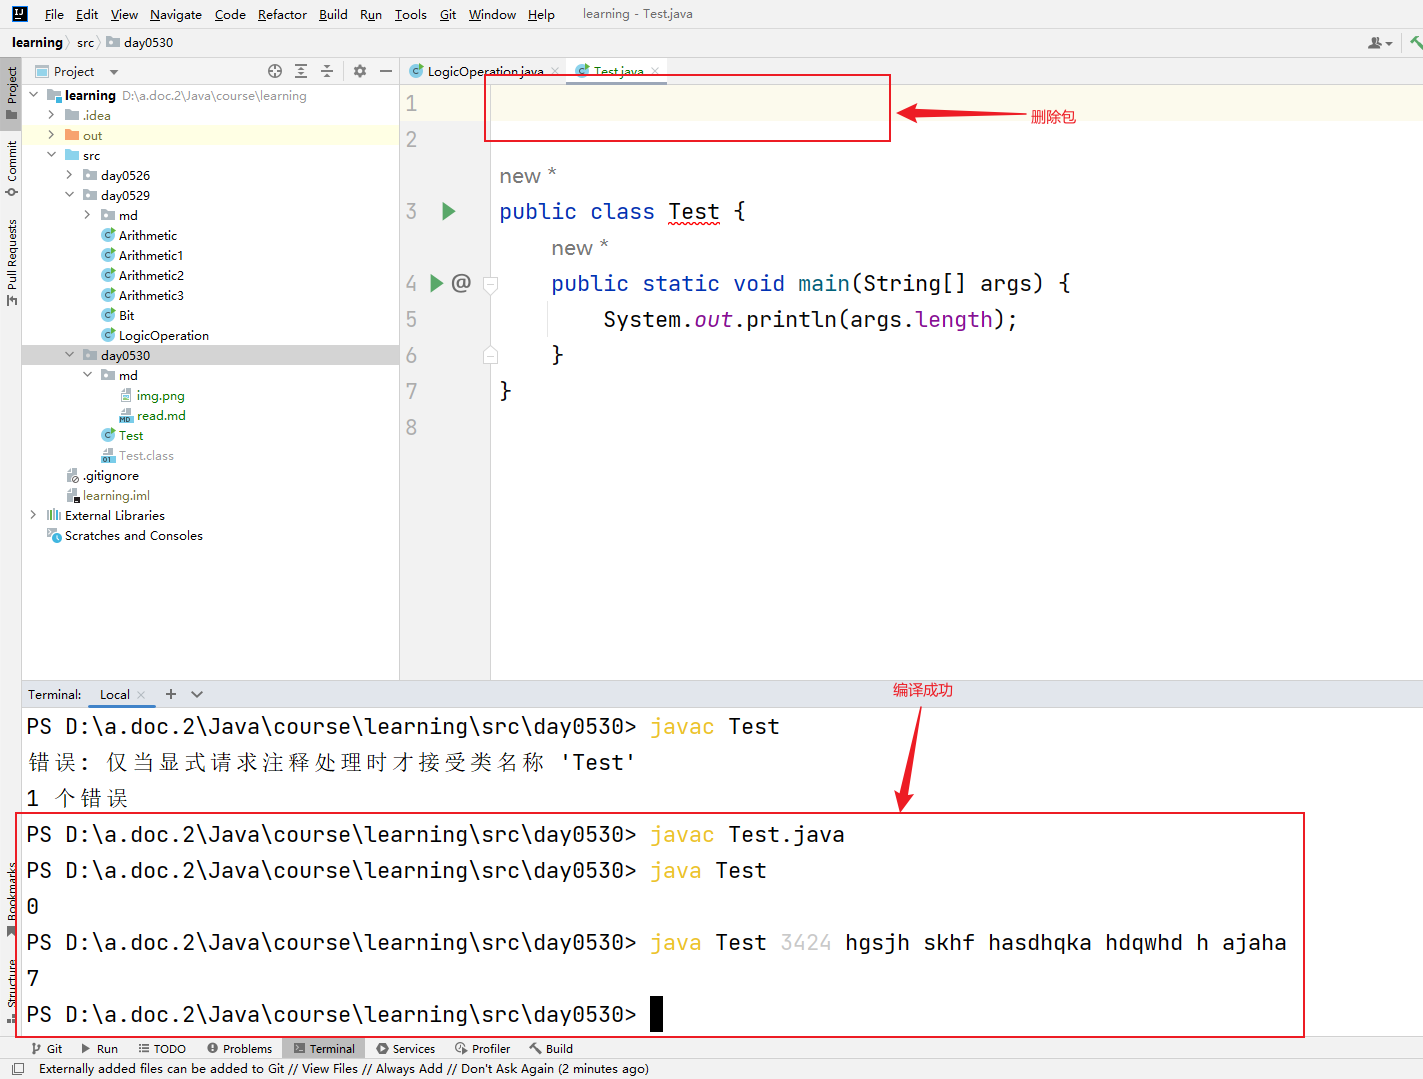 File Edit View Navigate Code Refactor Build Run Tools Git Window Help learning - Test.java
learning src day0530
Project
LogicOperation.java
Test.java
Project
Commit
Pull Requests
Bookmarks
Structure
learning D:\a.doc.2\Java\course\learning
.idea
out
src
day0526
day0529
md
Arithmetic
Arithmetic1
Arithmetic2
Arithmetic3
Bit
LogicOperation
day0530
md
img.png
read.md
Test
Test.class
.gitignore
learning.iml
External Libraries
Scratches and Consoles
删除包
1
2
new *
3 public class Test {
new *
4 @ public static void main(String[] args) {
5 System.out.println(args.length);
6 }
7 }
8
Terminal: Local
编译成功
PS D:\a.doc.2\Java\course\learning\src\day0530> javac Test
错误: 仅当显式请求注释处理时才接受类名称 'Test'
1 个错误
PS D:\a.doc.2\Java\course\learning\src\day0530> javac Test.java
PS D:\a.doc.2\Java\course\learning\src\day0530> java Test
0
PS D:\a.doc.2\Java\course\learning\src\day0530> java Test 3424 hgsjh skhf hasdhqka hdqwhd h ajaha
7
PS D:\a.doc.2\Java\course\learning\src\day0530>
Git Run TODO Problems Terminal Services Profiler Build
Externally added files can be added to Git // View Files // Always Add // Don't Ask Again (2 minutes ago)